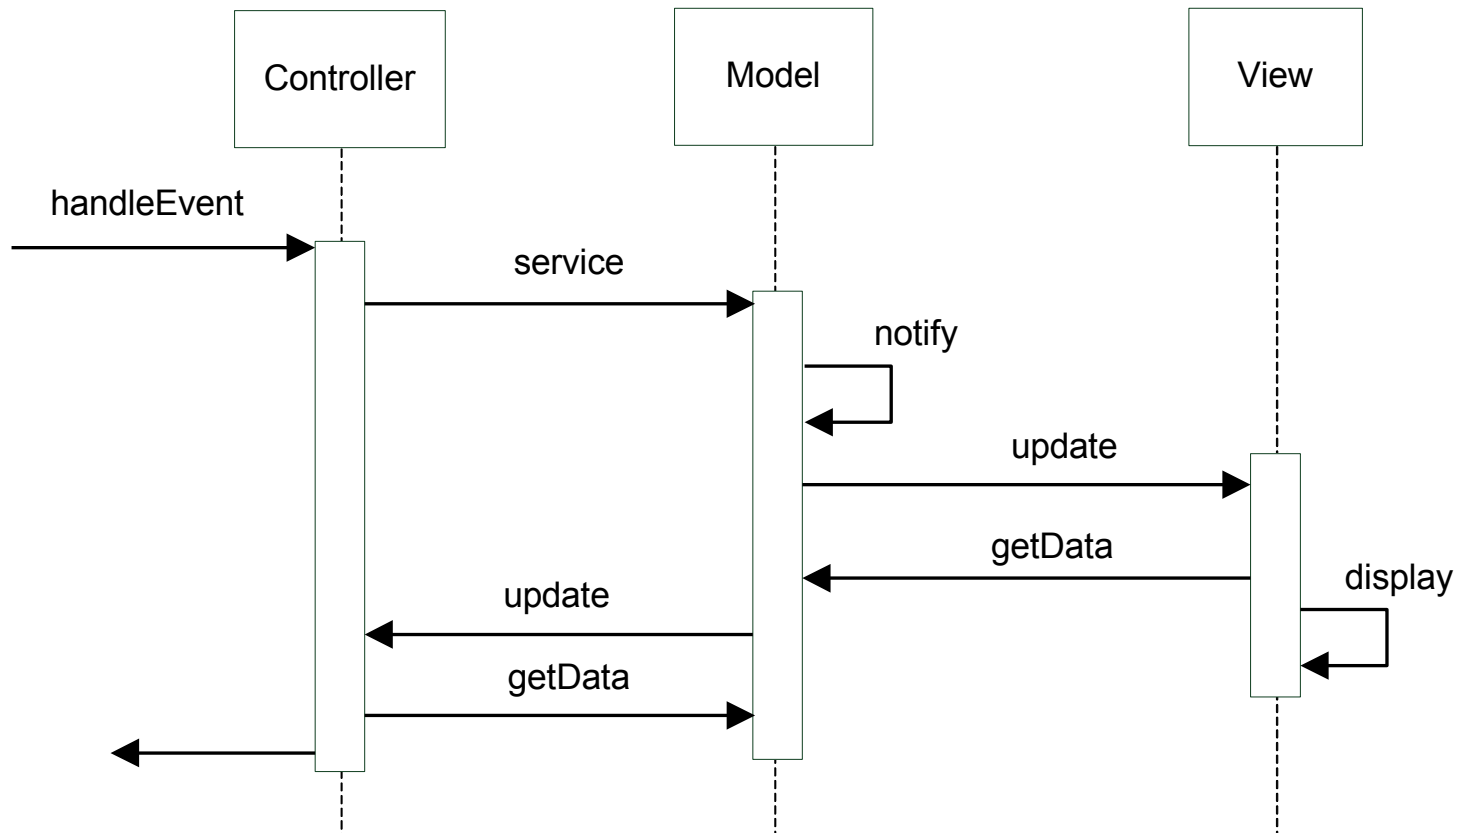 Controller
Model
View
handleEvent
service
notify
update
getData
display
update
getData